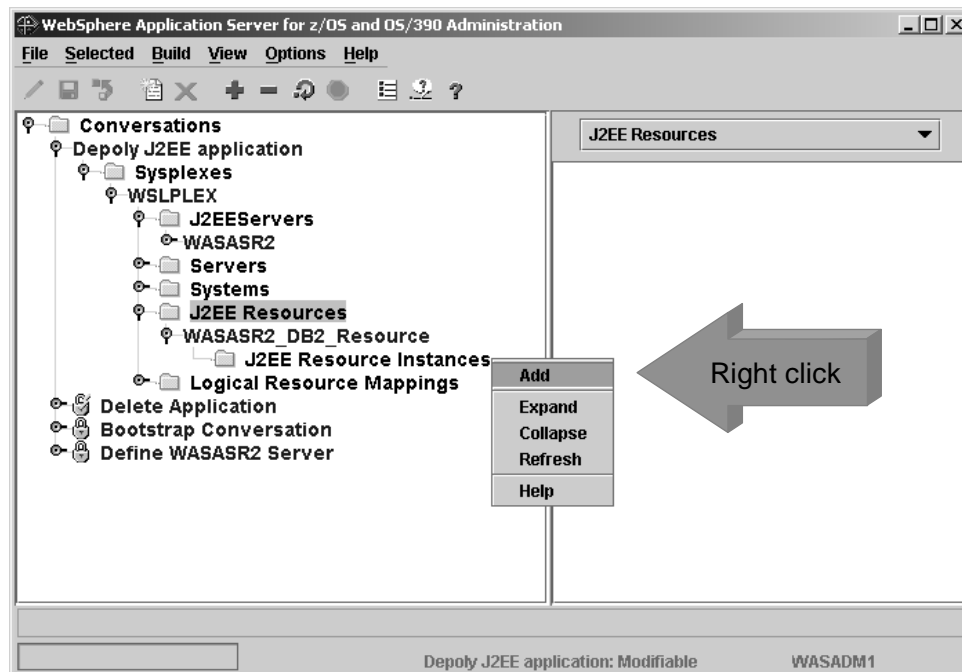 WebSphere Application Server for z/OS and OS/390 Administration
File Selected Build View Options Help
Conversations
Depoly J2EE application
Sysplexes
WSLPLEX
J2EEServers
WASASR2
Servers
Systems
J2EE Resources
WASASR2_DB2_Resource
J2EE Resource Instances
Logical Resource Mappings
Delete Application
Bootstrap Conversation
Define WASASR2 Server
J2EE Resources
Add
Expand
Collapse
Refresh
Help
Right click
Depoly J2EE application: Modifiable WASADM1